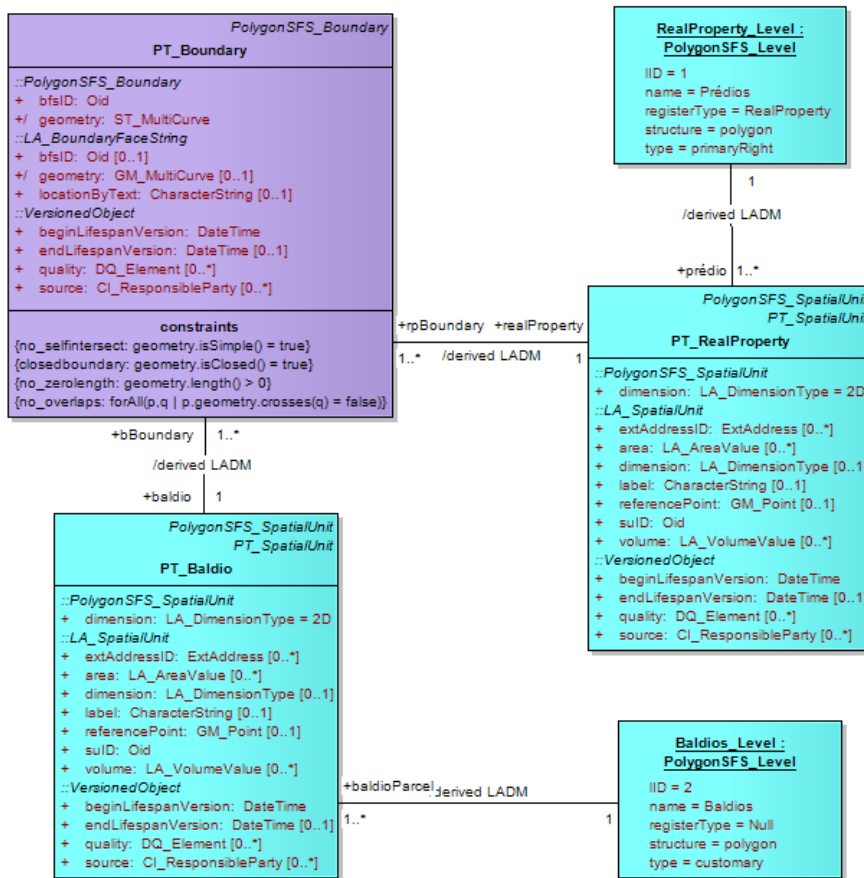 PolygonSFS_Boundary
PT_Boundary
::PolygonSFS_Boundary
+ bfsID: Oid
+/ geometry: ST_MultiCurve
::LA_BoundaryFaceString
+ bfsID: Oid [0..1]
+/ geometry: GM_MultiCurve [0..1]
+ locationByText: CharacterString [0..1]
::VersionedObject
+ beginLifespanVersion: DateTime
+ endLifespanVersion: DateTime [0..1]
+ quality: DQ_Element [0..*]
+ source: CI_ResponsibleParty [0..*]
constraints
{no_selfintersect: geometry.isSimple() = true}
{closedboundary: geometry.isClosed() = true}
{no_zerolength: geometry.length() > 0}
{no_overlaps: forAll(p,q | p.geometry.crosses(q) = false)}
RealProperty_Level :
PolygonSFS_Level
lID = 1
name = Prédios
registerType = RealProperty
structure = polygon
type = primaryRight
1
/derived LADM
+prédio 1..*
+rpBoundary +realProperty
1..* /derived LADM 1
PolygonSFS_SpatialUnit
PT_SpatialUnit
PT_RealProperty
::PolygonSFS_SpatialUnit
+ dimension: LA_DimensionType = 2D
::LA_SpatialUnit
+ extAddressID: ExtAddress [0..*]
+ area: LA_AreaValue [0..*]
+ dimension: LA_DimensionType [0..1
+ label: CharacterString [0..1]
+ referencePoint: GM_Point [0..1]
+ suID: Oid
+ volume: LA_VolumeValue [0..*]
::VersionedObject
+ beginLifespanVersion: DateTime
+ endLifespanVersion: DateTime [0..1
+ quality: DQ_Element [0..*]
+ source: CI_ResponsibleParty [0..*]
+bBoundary 1..*
/derived LADM
+baldio 1
PolygonSFS_SpatialUnit
PT_SpatialUnit
PT_Baldio
::PolygonSFS_SpatialUnit
+ dimension: LA_DimensionType = 2D
::LA_SpatialUnit
+ extAddressID: ExtAddress [0..*]
+ area: LA_AreaValue [0..*]
+ dimension: LA_DimensionType [0..1]
+ label: CharacterString [0..1]
+ referencePoint: GM_Point [0..1]
+ suID: Oid
+ volume: LA_VolumeValue [0..*]
::VersionedObject
+ beginLifespanVersion: DateTime
+ endLifespanVersion: DateTime [0..1]
+ quality: DQ_Element [0..*]
+ source: CI_ResponsibleParty [0..*]
+baldioParcel /derived LADM
1..* 1
Baldios_Level :
PolygonSFS_Level
lID = 2
name = Baldios
registerType = Null
structure = polygon
type = customary